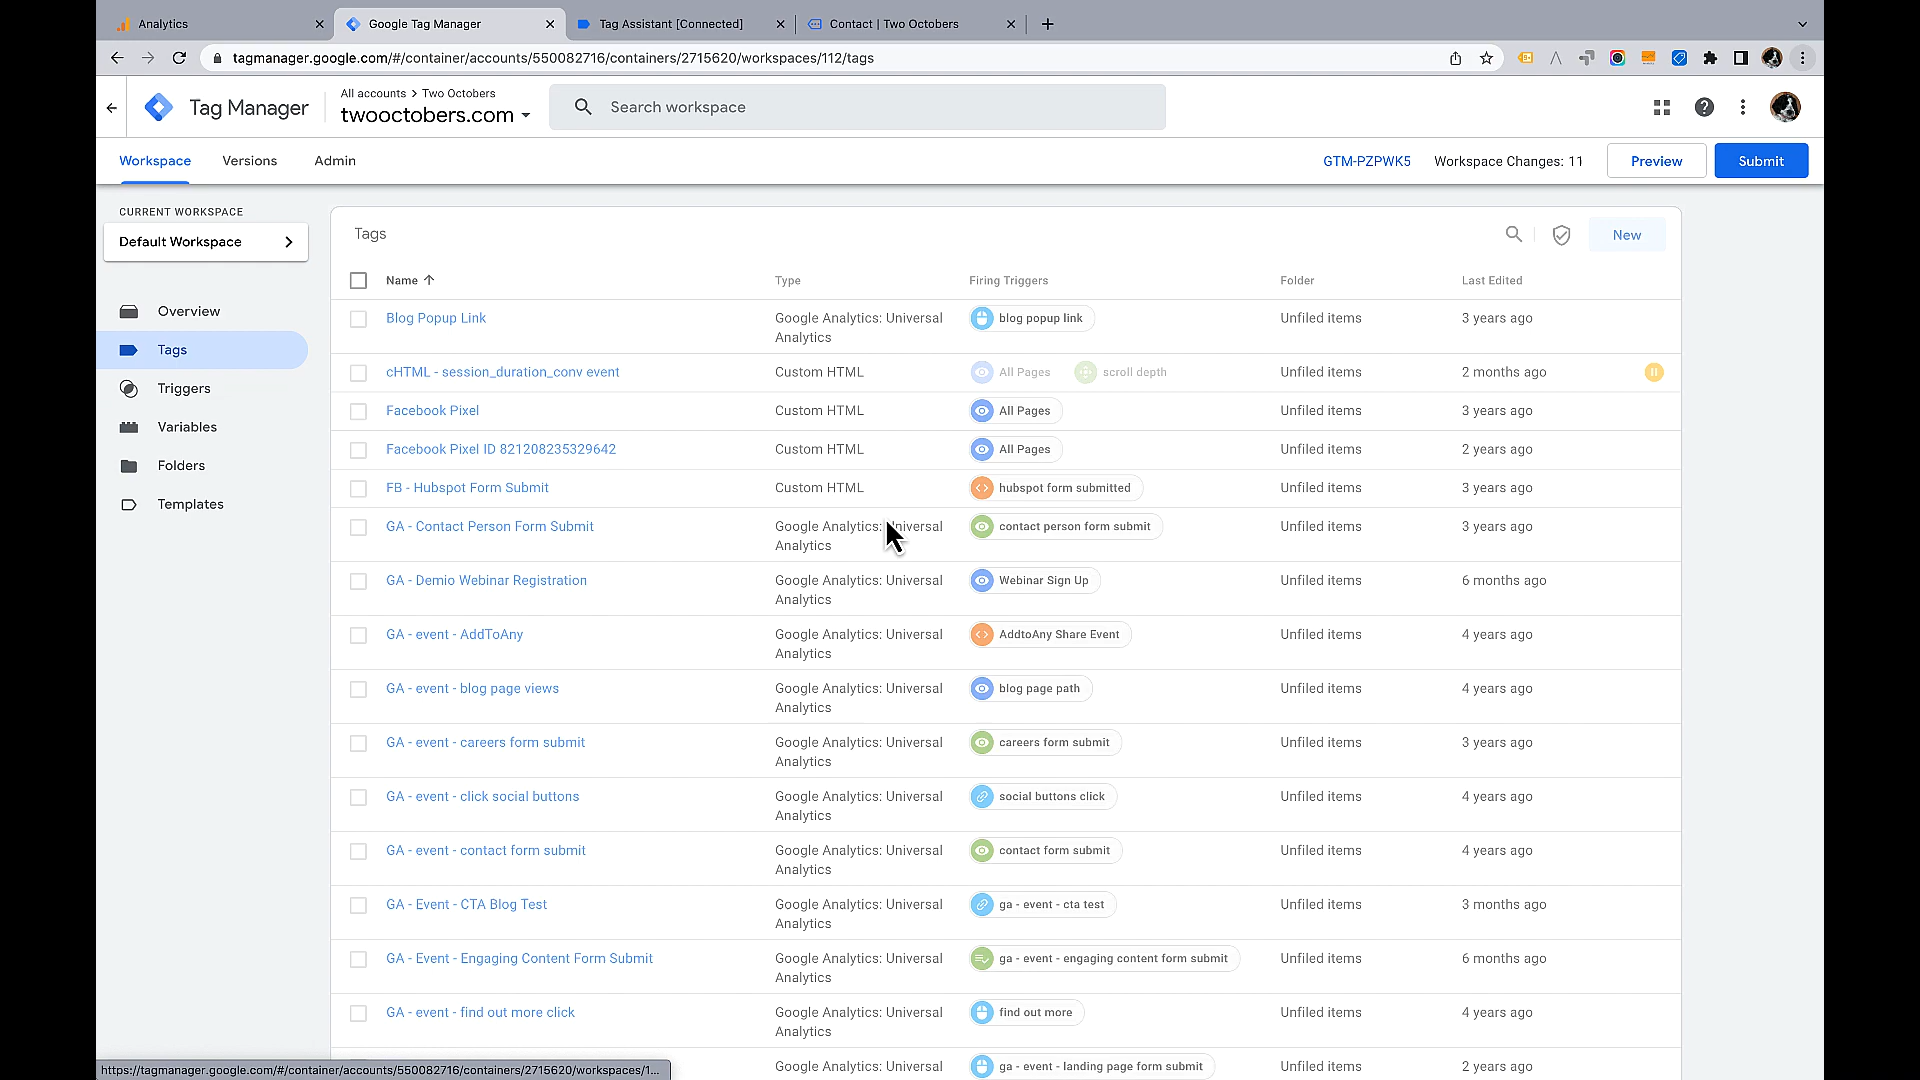 Analytics
Google Tag Manager
Tag Assistant [Connected]
Contact | Two Octobers
tagmanager.google.com/#/container/accounts/550082716/containers/2715620/workspaces/112/tags
Tag Manager
All accounts > Two Octobers
twooctobers.com
Search workspace
Workspace
Versions
Admin
GTM-PZPWK5
Workspace Changes: 11
Preview
Submit
CURRENT WORKSPACE
Default Workspace
Overview
Tags
Triggers
Variables
Folders
Templates
Tags
New
Name
Type
Firing Triggers
Folder
Last Edited
Blog Popup Link
Google Analytics: Universal
Analytics
blog popup link
Unfiled items
3 years ago
cHTML - session_duration_conv event
Custom HTML
All Pages
scroll depth
Unfiled items
2 months ago
Facebook Pixel
Custom HTML
All Pages
Unfiled items
3 years ago
Facebook Pixel ID 821208235329642
Custom HTML
All Pages
Unfiled items
2 years ago
FB - Hubspot Form Submit
Custom HTML
hubspot form submitted
Unfiled items
3 years ago
GA - Contact Person Form Submit
Google Analytics: Universal
Analytics
contact person form submit
Unfiled items
3 years ago
GA - Demio Webinar Registration
Google Analytics: Universal
Analytics
Webinar Sign Up
Unfiled items
6 months ago
GA - event - AddToAny
Google Analytics: Universal
Analytics
AddtoAny Share Event
Unfiled items
4 years ago
GA - event - blog page views
Google Analytics: Universal
Analytics
blog page path
Unfiled items
4 years ago
GA - event - careers form submit
Google Analytics: Universal
Analytics
careers form submit
Unfiled items
3 years ago
GA - event - click social buttons
Google Analytics: Universal
Analytics
social buttons click
Unfiled items
4 years ago
GA - event - contact form submit
Google Analytics: Universal
Analytics
contact form submit
Unfiled items
4 years ago
GA - Event - CTA Blog Test
Google Analytics: Universal
Analytics
ga - event - cta test
Unfiled items
3 months ago
GA - Event - Engaging Content Form Submit
Google Analytics: Universal
Analytics
ga - event - engaging content form submit
Unfiled items
6 months ago
GA - event - find out more click
Google Analytics: Universal
Analytics
find out more
Unfiled items
4 years ago
Google Analytics: Universal
ga - event - landing page form submit
Unfiled items
2 years ago
https://tagmanager.google.com/#/container/accounts/550082716/containers/2715620/workspaces/1...